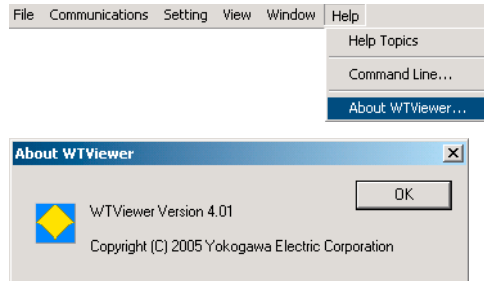 File Communications Setting View Window Help
Help Topics
Command Line...
About WTViewer...
About WTViewer
OK
WTViewer Version 4.01
Copyright (C) 2005 Yokogawa Electric Corporation